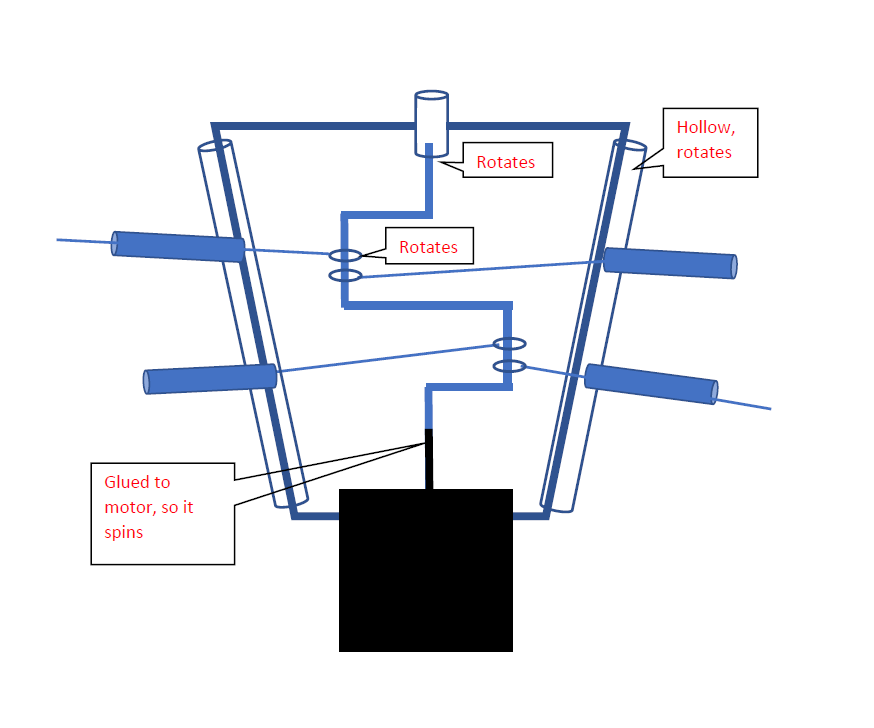 Hollow,
rotates
Rotates
Rotates
Glued to
motor, so it
spins